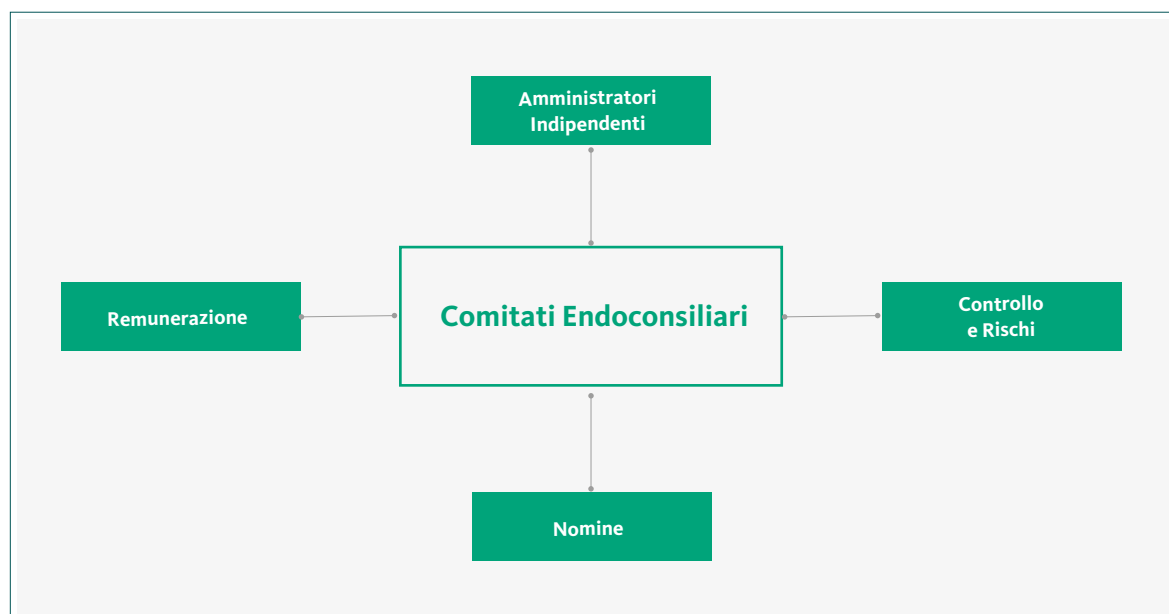 Amministratori
Indipendenti
Remunerazione
Comitati Endoconsiliari
Controllo
e Rischi
Nomine